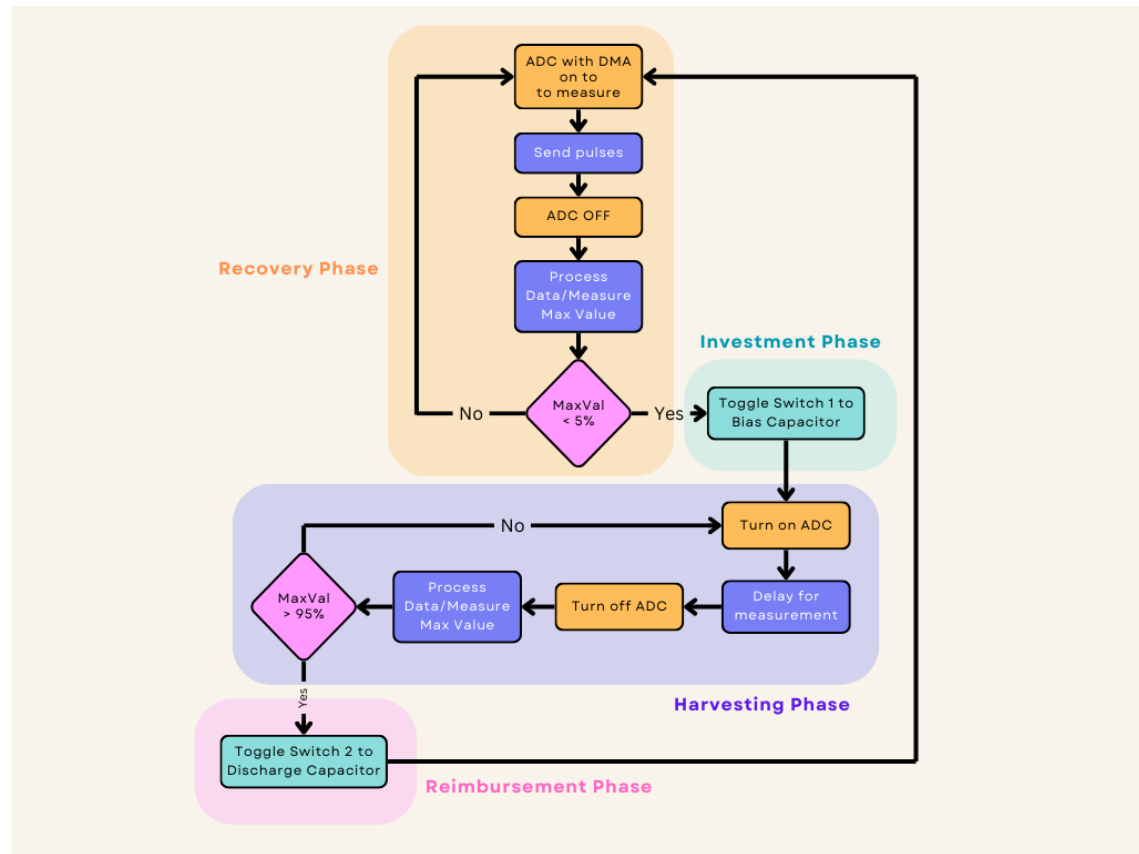 ADC with DMA
on to
to measure
Send pulses
ADC OFF
Recovery Phase
Process
Data/Measure
Max Value
Investment Phase
MaxVal
< 5%
No
Yes
Toggle Switch 1 to
Bias Capacitor
No
Turn on ADC
Delay for
measurement
Turn off ADC
Process
Data/Measure
Max Value
MaxVal
> 95%
Yes
Harvesting Phase
Toggle Switch 2 to
Discharge Capacitor
Reimbursement Phase